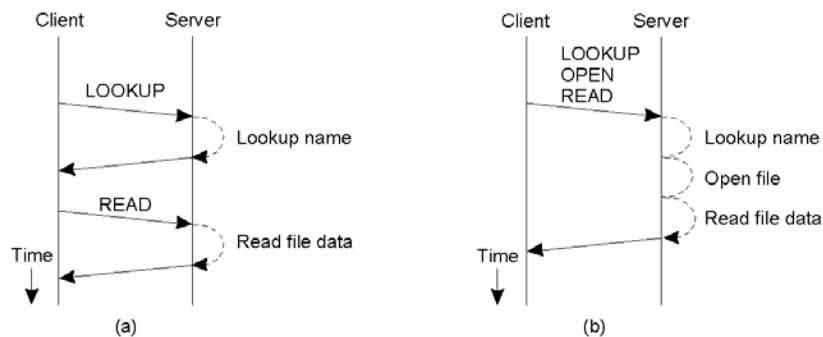 Client Server
LOOKUP
Lookup name
READ
Read file data
Time
(a)
Client Server
LOOKUP
OPEN
READ
Lookup name
Open file
Read file data
Time
(b)